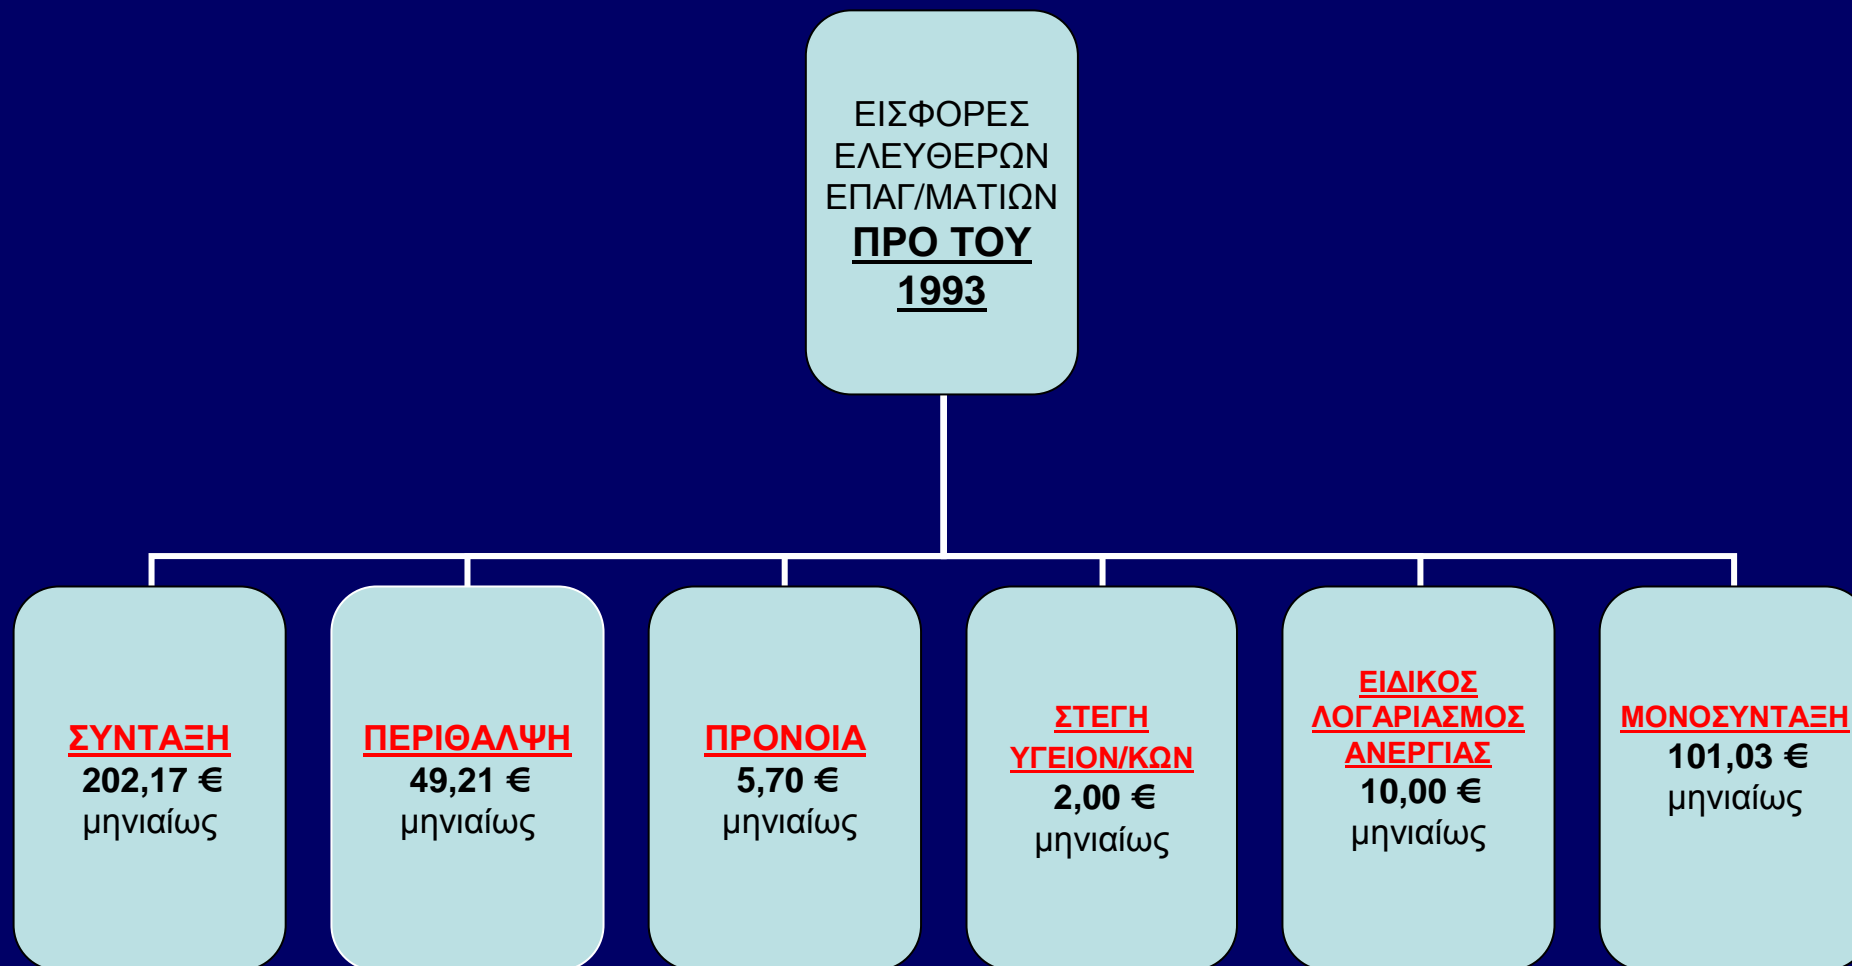 ΕΙΣΦΟΡΕΣ
ΕΛΕΥΘΕΡΩΝ
ΕΠΑΓ/ΜΑΤΙΩΝ
ΠΡΟ ΤΟΥ
1993
ΣΥΝΤΑΞΗ
202,17 €
μηνιαίως
ΠΕΡΙΘΑΛΨΗ
49,21 €
μηνιαίως
ΠΡΟΝΟΙΑ
5,70 €
μηνιαίως
ΣΤΕΓΗ
ΥΓΕΙΟΝ/ΚΩΝ
2,00 €
μηνιαίως
ΕΙΔΙΚΟΣ
ΛΟΓΑΡΙΑΣΜΟΣ
ΑΝΕΡΓΙΑΣ
10,00 €
μηνιαίως
ΜΟΝΟΣΥΝΤΑΞΗ
101,03 €
μηνιαίως